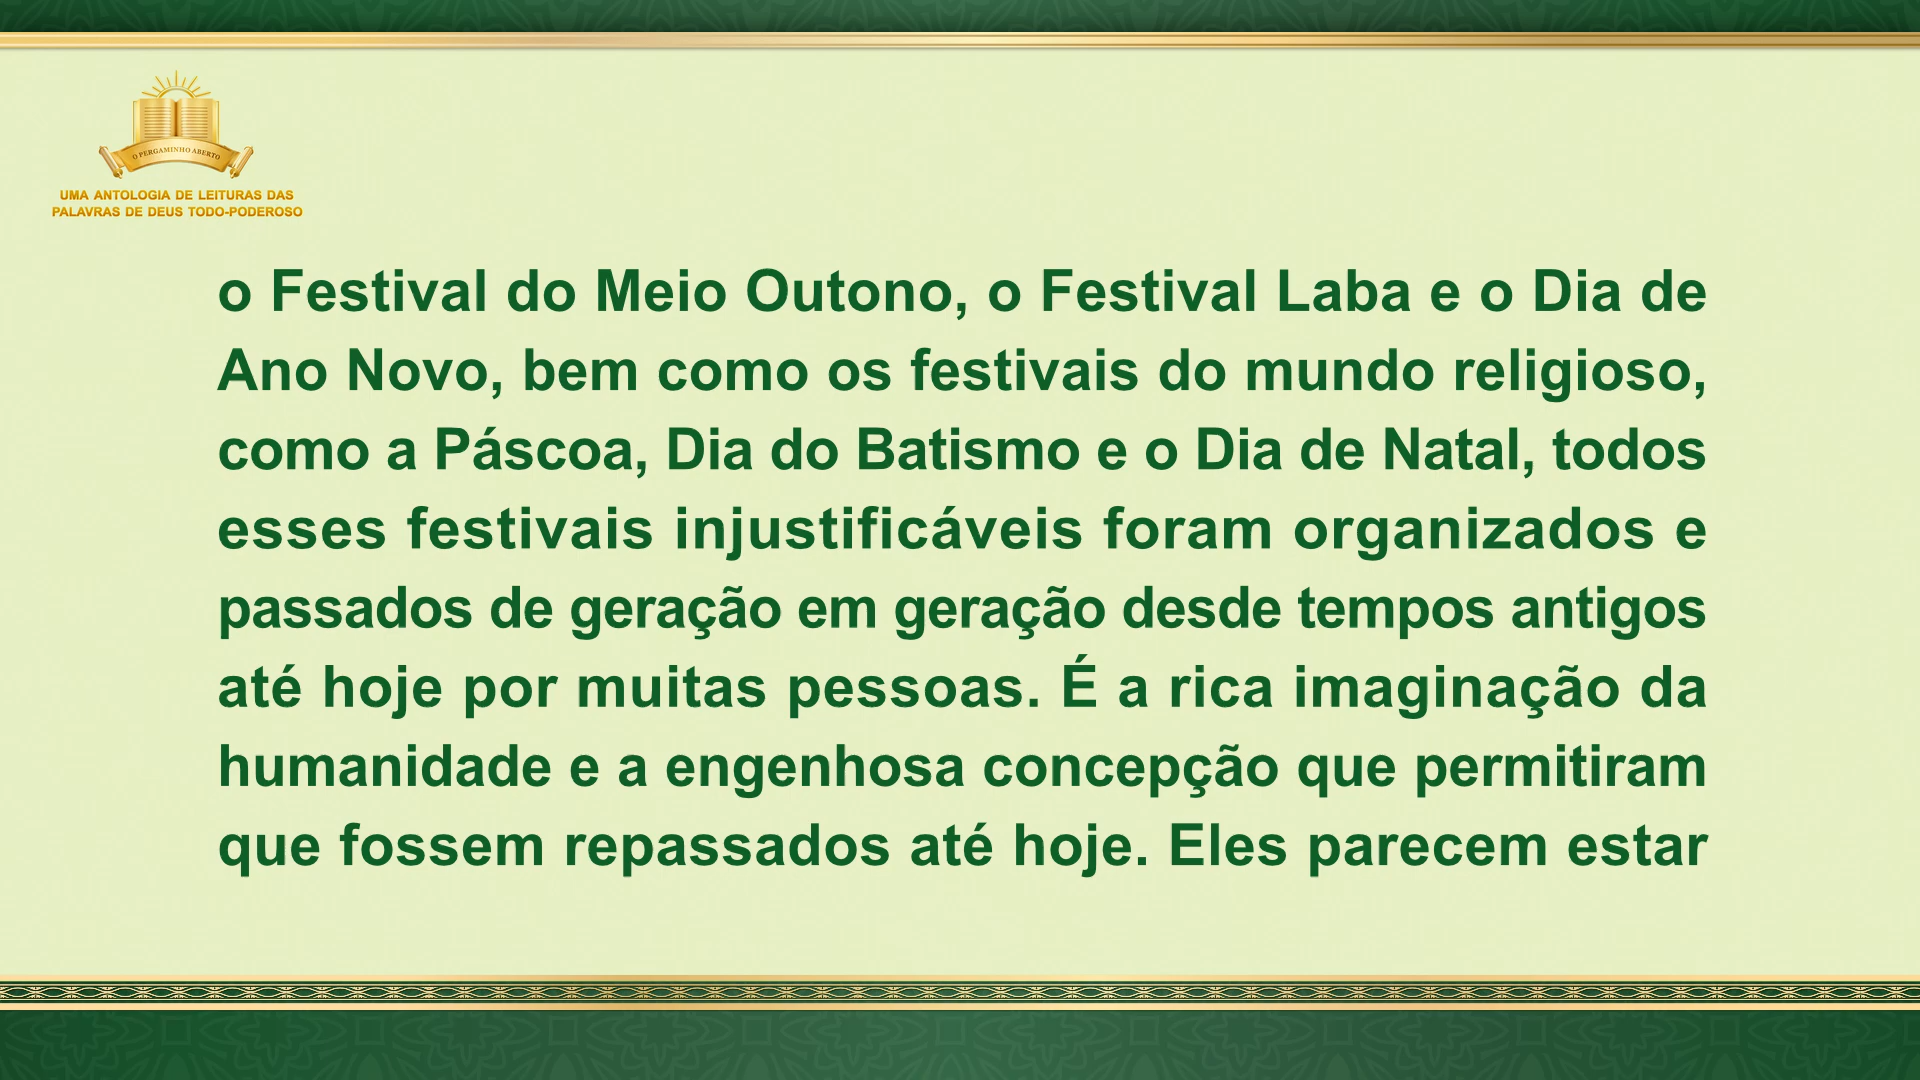 O PERGAMINHO ABERTO
UMA ANTOLOGIA DE LEITURAS DAS
PALAVRAS DE DEUS TODO-PODEROSO
o Festival do Meio Outono, o Festival Laba e o Dia de
Ano Novo, bem como os festivais do mundo religioso,
como a Páscoa, Dia do Batismo e o Dia de Natal, todos
esses festivais injustificáveis foram organizados e
passados de geração em geração desde tempos antigos
até hoje por muitas pessoas. É a rica imaginação da
humanidade e a engenhosa concepção que permitiram
que fossem repassados até hoje. Eles parecem estar